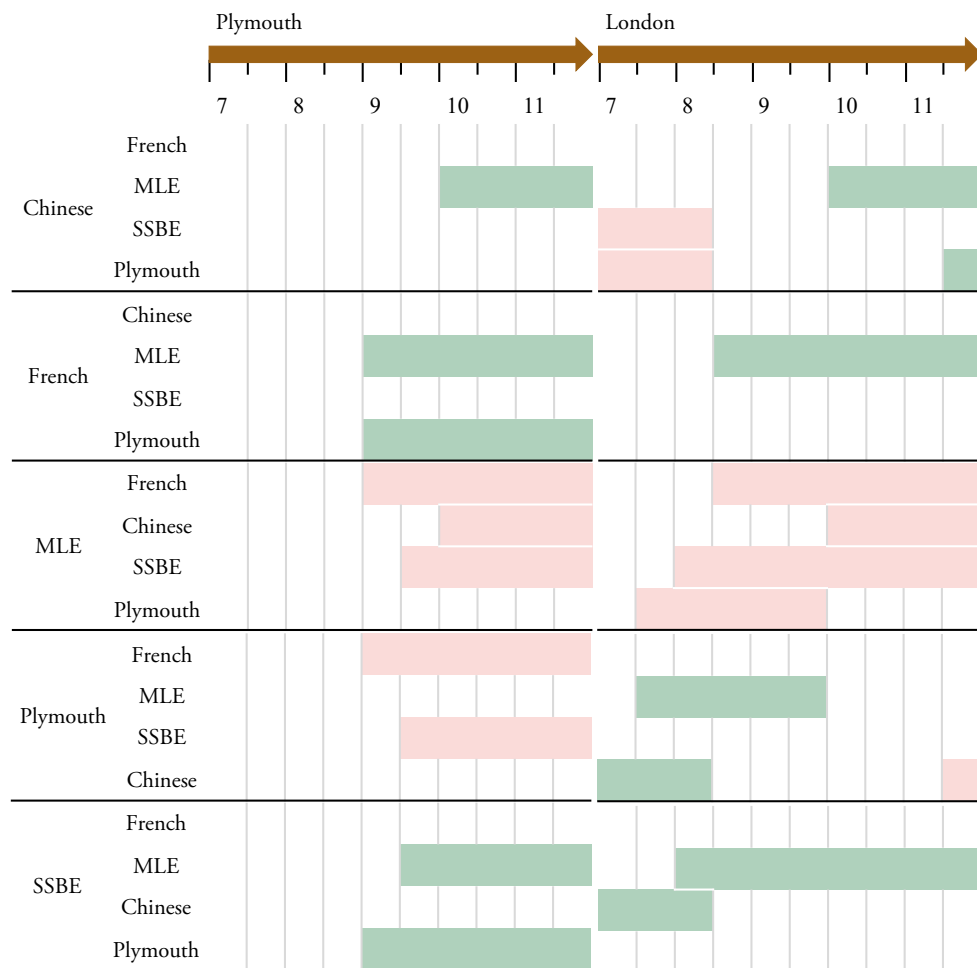 Plymouth London
7 8 9 10 11 7 8 9 10 11
French
MLE
Chinese
SSBE
Plymouth
Chinese
MLE
French
SSBE
Plymouth
French
Chinese
MLE
SSBE
Plymouth
French
MLE
Plymouth
SSBE
Chinese
French
MLE
SSBE
Chinese
Plymouth